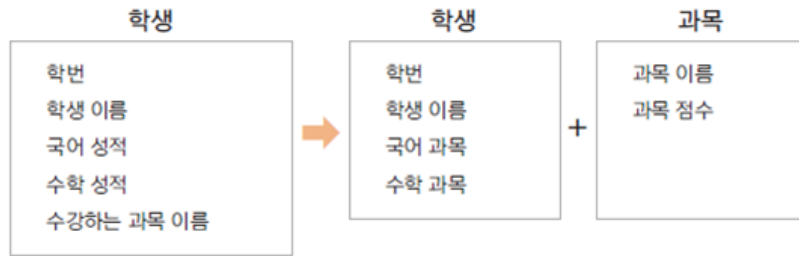 학생
학번
학생 이름
국어 성적
수학 성적
수강하는 과목 이름
학생
학번
학생 이름
국어 과목
수학 과목
+
과목
과목 이름
과목 점수